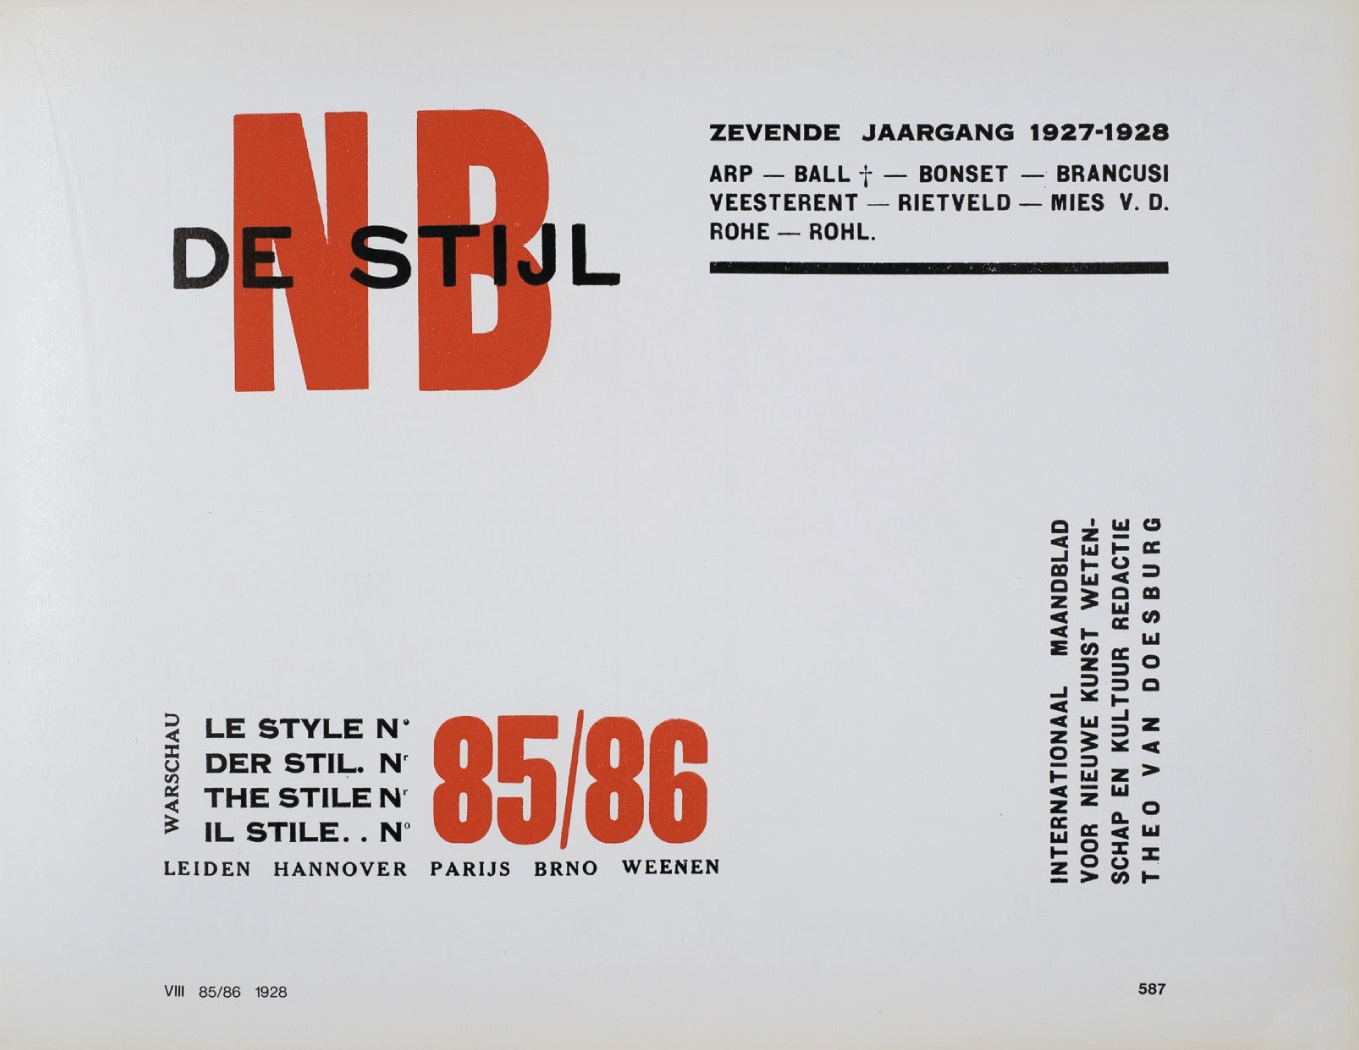 NB
DE STIJL
ZEVENDE JAARGANG 1927-1928
ARP — BALL † — BONSET — BRANCUSI
VEESTERENT — RIETVELD — MIES V. D.
ROHE — ROHL.
INTERNATIONAAL MAANDBLAD
VOOR NIEUWE KUNST WETEN-
SCHAP EN KULTUUR REDACTIE
THEO VAN DOESBURG
WARSCHAU
LE STYLE N°
DER STIL. Nr
THE STILE Nr
IL STILE. . N°
85/86
LEIDEN HANNOVER PARIJS BRNO WEENEN
VIII 85/86 1928
587